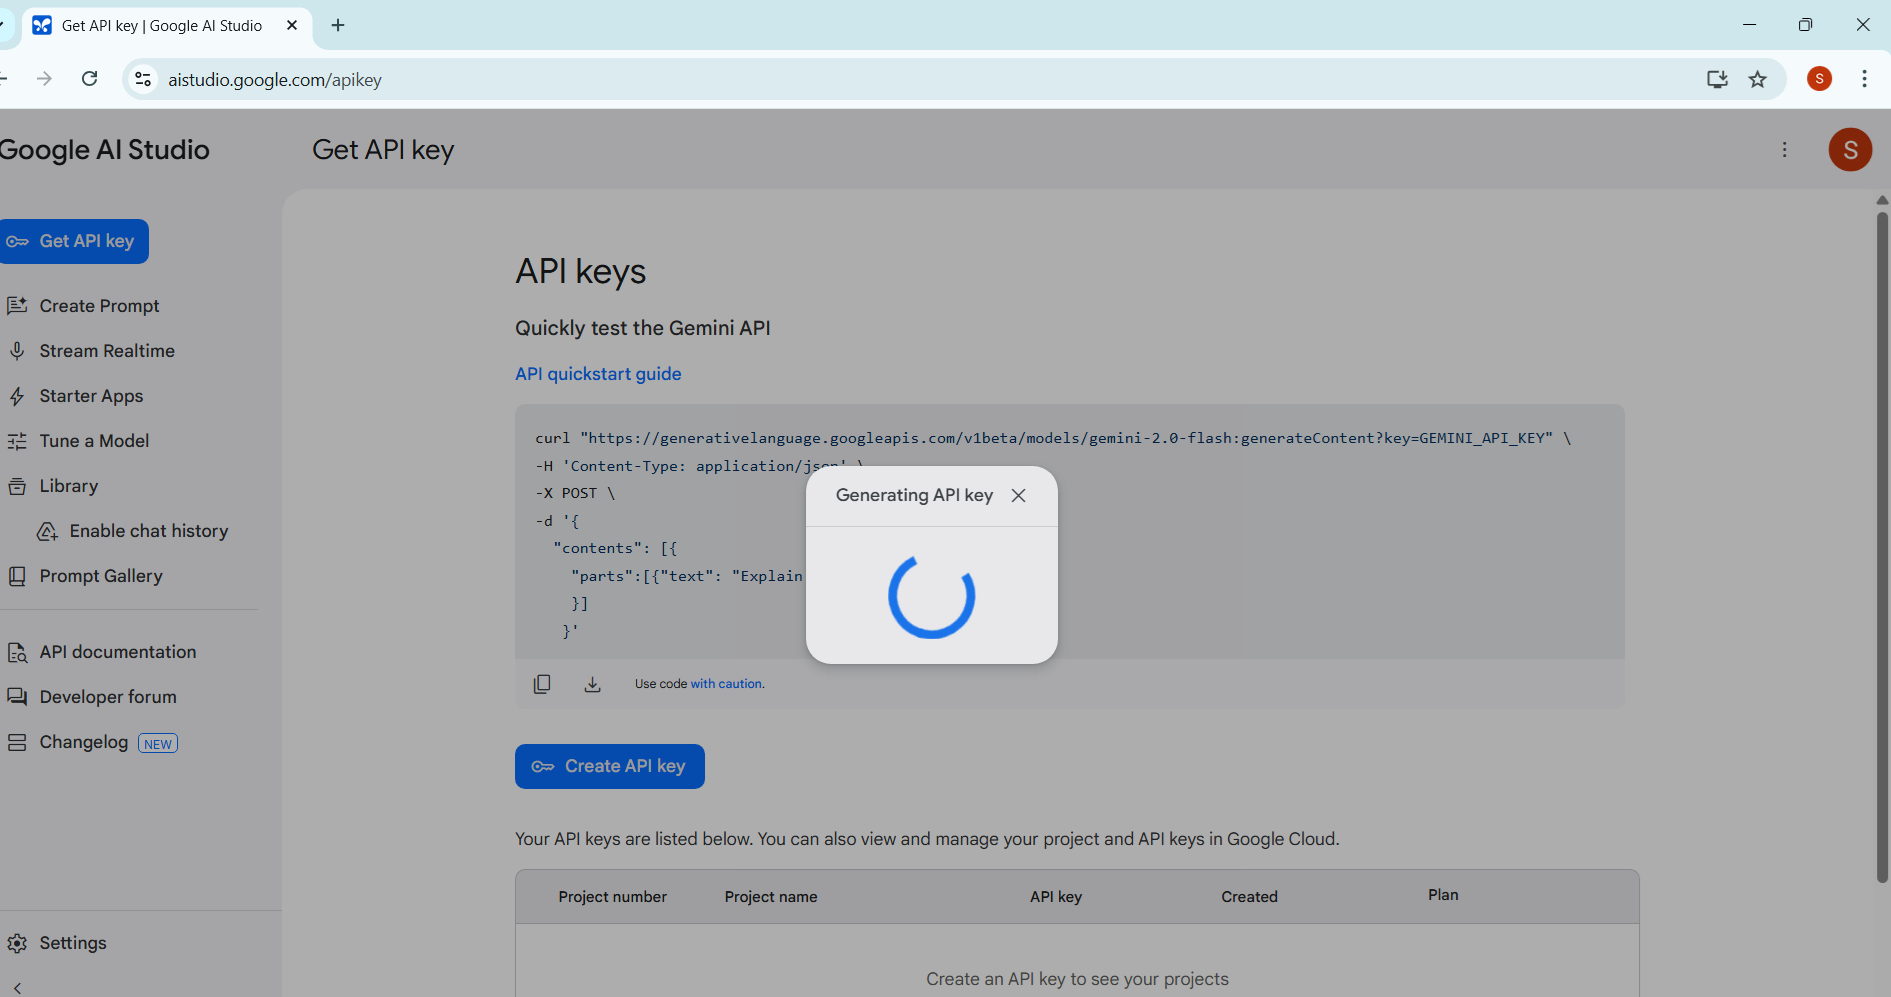 Get API key | Google AI Studio
aistudio.google.com/apikey
S
Google AI Studio
Get API key
S
Get API key
Create Prompt
Stream Realtime
Starter Apps
Tune a Model
Library
Enable chat history
Prompt Gallery
API documentation
Developer forum
Changelog NEW
Settings
API keys
Quickly test the Gemini API
API quickstart guide
curl "https://generativelanguage.googleapis.com/v1beta/models/gemini-2.0-flash:generateContent?key=GEMINI_API_KEY" \
-H 'Content-Type: application/json' \
-X POST \
-d '{
"contents": [{
"parts":[{"text": "Explain
}]
}'
Generating API key
Use code with caution.
Create API key
Your API keys are listed below. You can also view and manage your project and API keys in Google Cloud.
Project number Project name API key Created Plan
Create an API key to see your projects